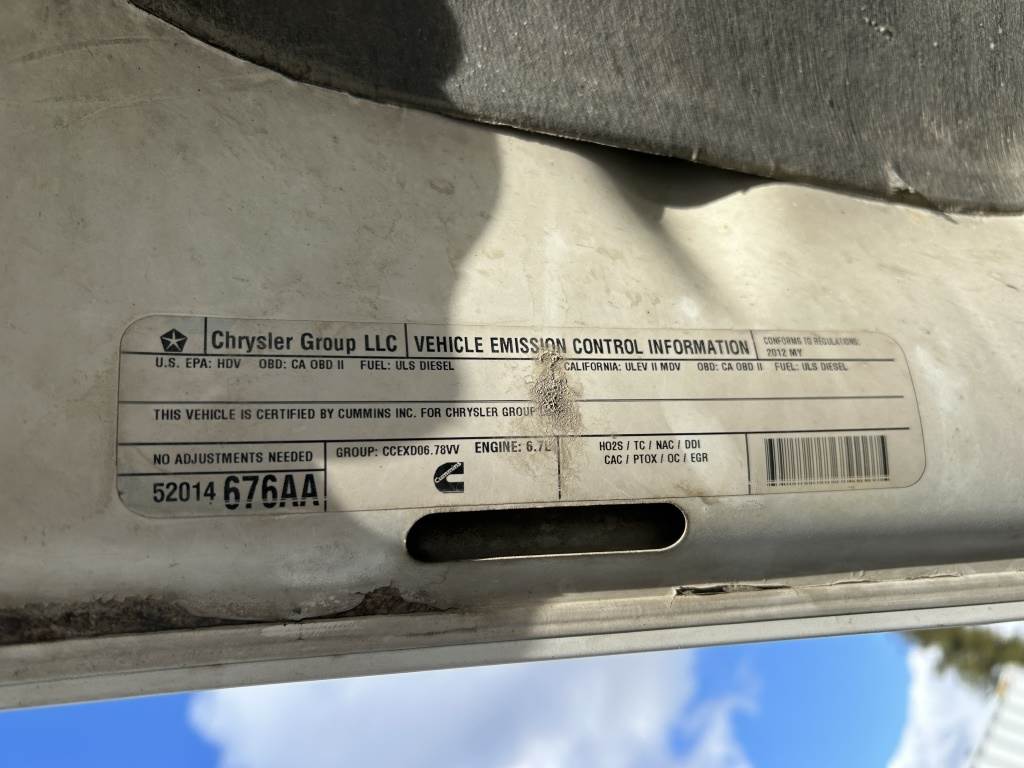 Chrysler Group LLC VEHICLE EMISSION CONTROL INFORMATION
CONFORMS TO REGULATIONS:
2012 MY
U.S. EPA: HDV OBD: CA OBD II FUEL: ULS DIESEL CALIFORNIA: ULEV II MDV OBD: CA OBD II FUEL: ULS DIESEL
THIS VEHICLE IS CERTIFIED BY CUMMINS INC. FOR CHRYSLER GROUP
NO ADJUSTMENTS NEEDED
52014 676AA
GROUP: CCEXD06.78VV ENGINE: 6.7L
Cummins
HO2S / TC / NAC / DDI
CAC / PTOX / OC / EGR